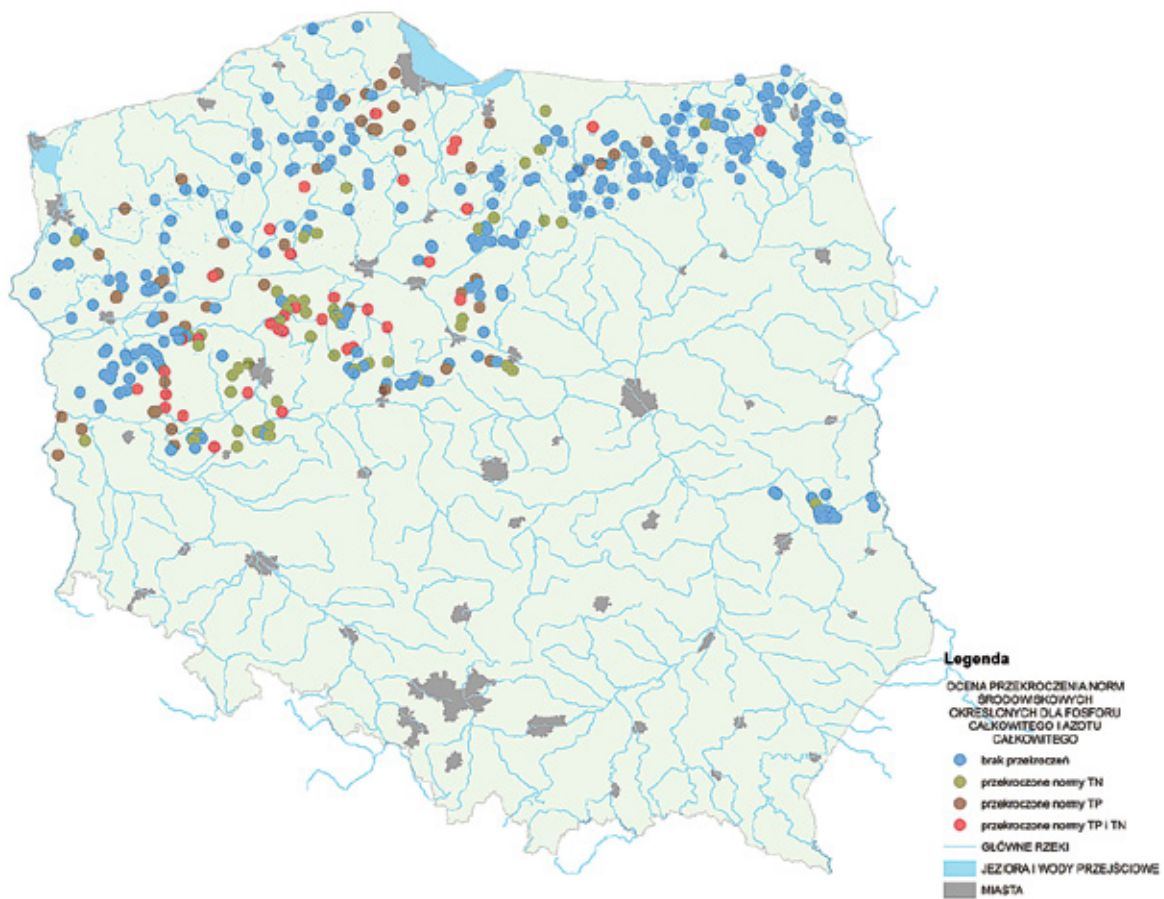 Legenda
OCENA PRZEKROCZENIA NORM
ŚRODOWISKOWYCH
OKREŚLONYCH DLA FOSFORU
CAŁKOWITEGO I AZOTU
CAŁKOWITEGO
brak przekroczeń
przekroczone normy TN
przekroczone normy TP
przekroczone normy TP i TN
GŁÓWNE RZEKI
JEZIORA I WODY PRZEJŚCIOWE
MIASTA